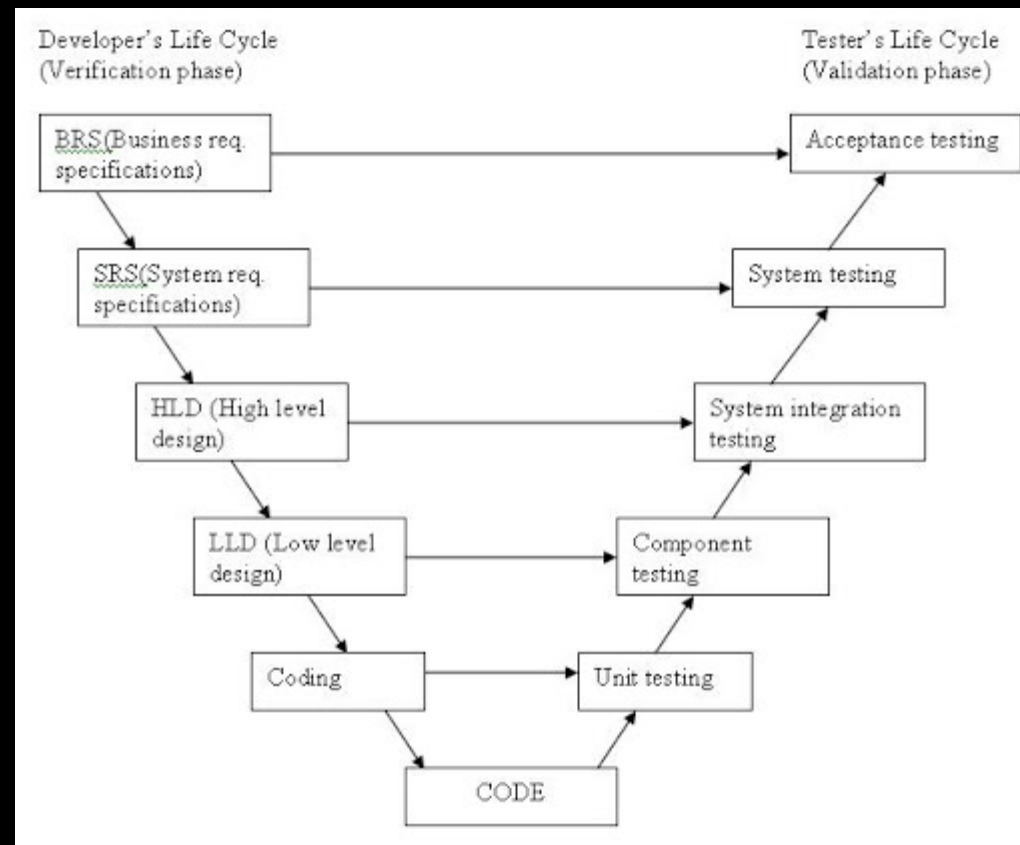 Developer's Life Cycle
(Verification phase)
Tester's Life Cycle
(Validation phase)
BRS(Business req.
specifications)
Acceptance testing
SRS(System req.
specifications)
System testing
HLD (High level
design)
System integration
testing
LLD (Low level
design)
Component
testing
Coding
Unit testing
CODE